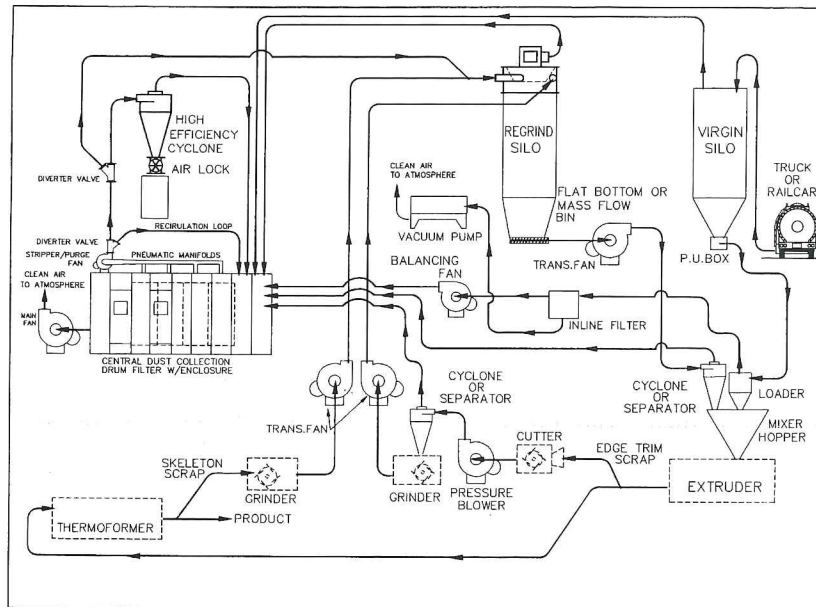 HIGH
EFFICIENCY
CYCLONE
AIR LOCK
DIVERTER VALVE
RECIRULATION LOOP
DIVERTER VALVE
STRIPPER/PURGE
FAN
PNEUMATIC MANIFOLDS
CLEAN AIR
TO ATMOSPHERE
MAIN
FAN
CENTRAL DUST COLLECTION
DRUM FILTER W/ENCLOSURE
REGRIND
SILO
VIRGIN
SILO
TRUCK
OR
RAILCAR
CLEAN AIR
TO ATMOSPHERE
FLAT BOTTOM OR
MASS FLOW
BIN
VACUUM PUMP
TRANS.FAN
P.U.BOX
BALANCING
FAN
INLINE FILTER
CYCLONE
OR
SEPARATOR
LOADER
CYCLONE
OR
SEPARATOR
MIXER
HOPPER
TRANS.FAN
CUTTER
EDGE TRIM
SCRAP
SKELETON
SCRAP
GRINDER
GRINDER
PRESSURE
BLOWER
EXTRUDER
THERMOFORMER
PRODUCT